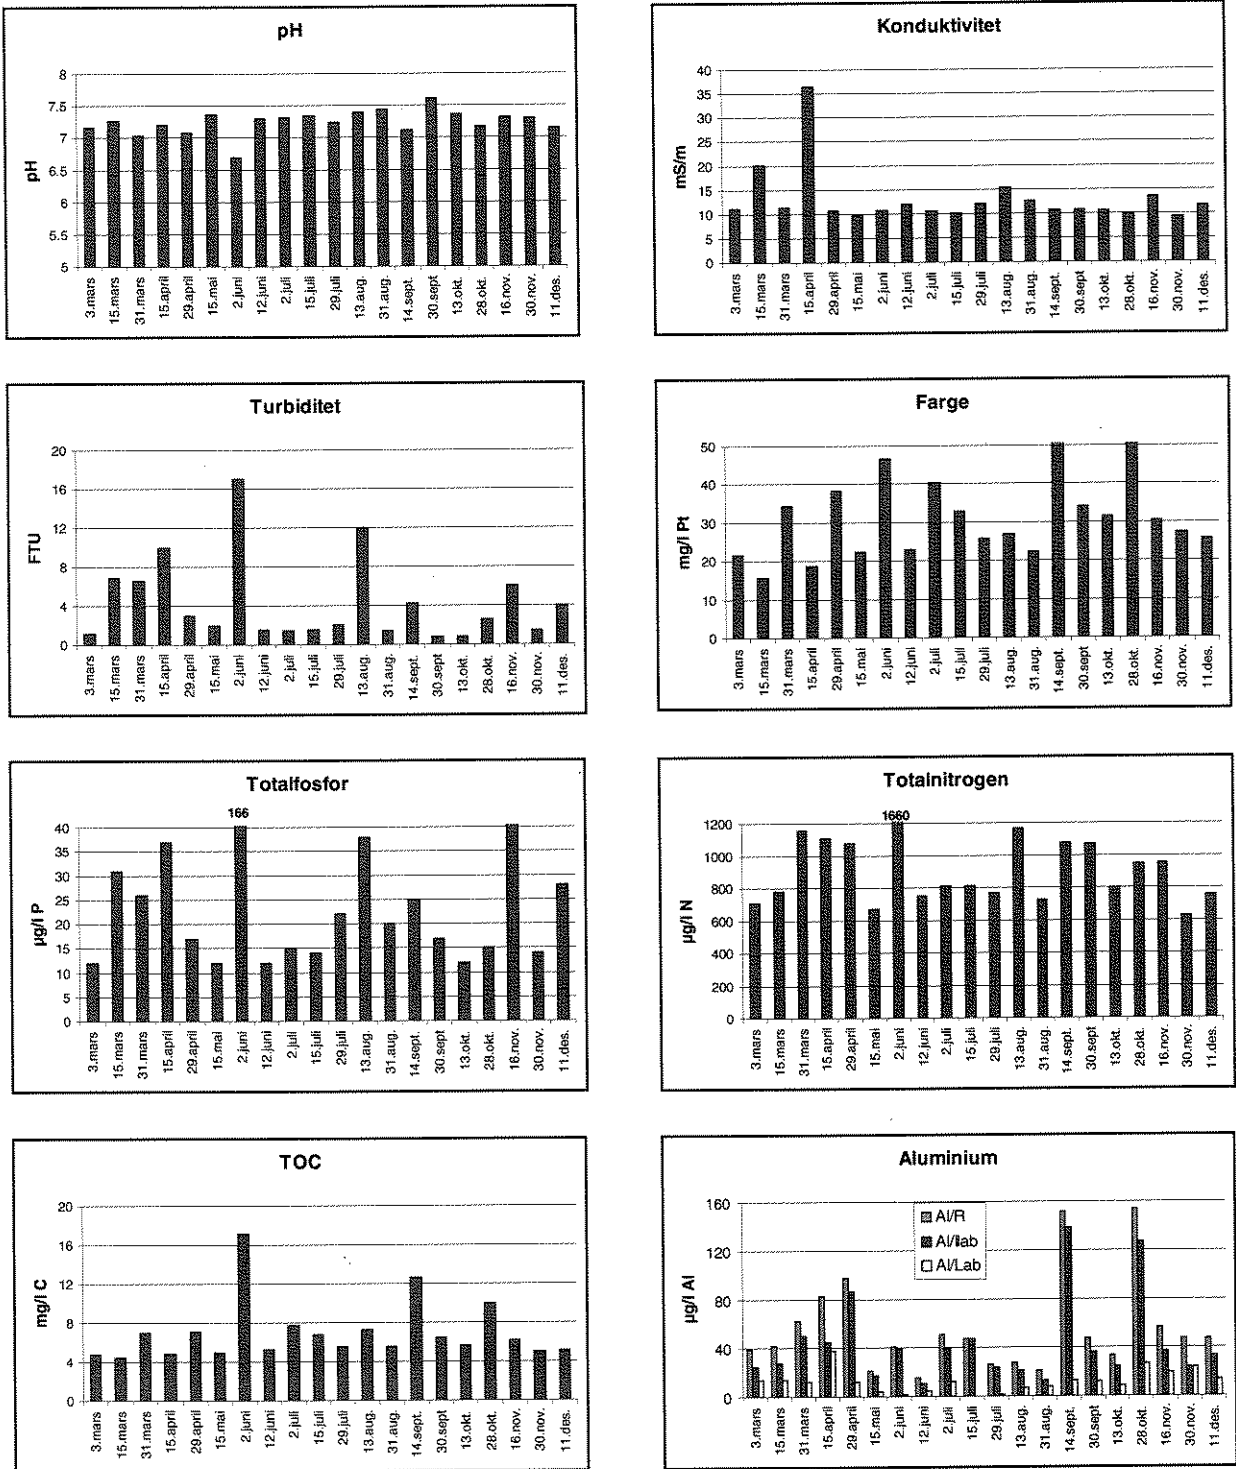 pH
pH
8
7.5
7
6.5
6
5.5
5
3.mars 15.mars 31.mars 15.april 29.april 15.mai 2.juni 12.juni 2.juli 15.juli 29.juli 13.aug. 31.aug. 14.sept. 30.sept 13.okt. 28.okt. 16.nov. 30.nov. 11.des.
Konduktivitet
mS/m
40
35
30
25
20
15
10
5
0
3.mars 15.mars 31.mars 15.april 29.april 15.mai 2.juni 12.juni 2.juli 15.juli 29.juli 13.aug. 31.aug. 14.sept. 30.sept 13.okt. 28.okt. 16.nov. 30.nov. 11.des.
Turbiditet
FTU
20
16
12
8
4
0
3.mars 15.mars 31.mars 15.april 29.april 15.mai 2.juni 12.juni 2.juli 15.juli 29.juli 13.aug. 31.aug. 14.sept. 30.sept 13.okt. 28.okt. 16.nov. 30.nov. 11.des.
Farge
mg/l Pt
50
40
30
20
10
0
3.mars 15.mars 31.mars 15.april 29.april 15.mai 2.juni 12.juni 2.juli 15.juli 29.juli 13.aug. 31.aug. 14.sept. 30.sept 13.okt. 28.okt. 16.nov. 30.nov. 11.des.
Totalfosfor
166
µg/l P
40
35
30
25
20
15
10
5
0
3.mars 15.mars 31.mars 15.april 29.april 15.mai 2.juni 12.juni 2.juli 15.juli 29.juli 13.aug. 31.aug. 14.sept. 30.sept 13.okt. 28.okt. 16.nov. 30.nov. 11.des.
Totalnitrogen
1660
µg/l N
1200
1000
800
600
400
200
0
3.mars 15.mars 31.mars 15.april 29.april 15.mai 2.juni 12.juni 2.juli 15.juli 29.juli 13.aug. 31.aug. 14.sept. 30.sept 13.okt. 28.okt. 16.nov. 30.nov. 11.des.
TOC
mg/l C
20
16
12
8
4
0
3.mars 15.mars 31.mars 15.april 29.april 15.mai 2.juni 12.juni 2.juli 15.juli 29.juli 13.aug. 31.aug. 14.sept. 30.sept 13.okt. 28.okt. 16.nov. 30.nov. 11.des.
Aluminium
µg/l Al
160
120
80
40
0
Al/R
Al/Ilab
Al/Lab
3.mars 15.mars 31.mars 15.april 29.april 15.mai 2.juni 12.juni 2.juli 15.juli 29.juli 13.aug. 31.aug. 14.sept. 30.sept 13.okt. 28.okt. 16.nov. 30.nov. 11.des.